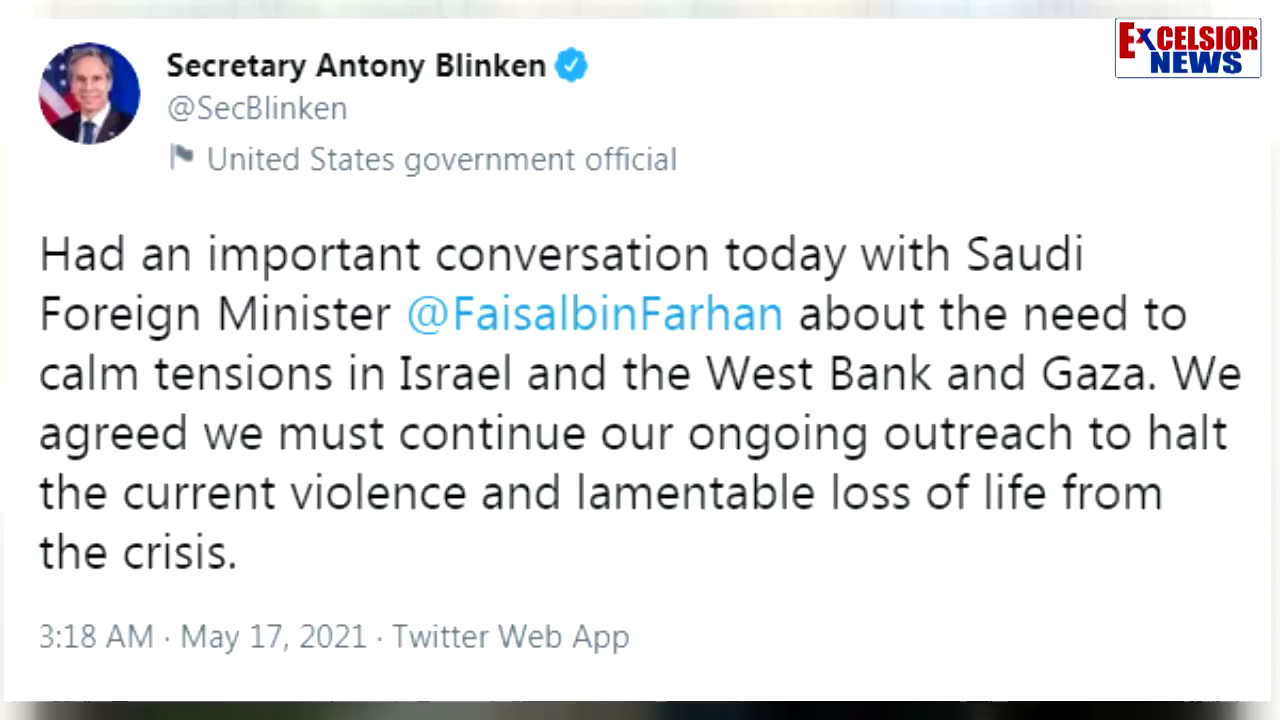 EXCELSIOR
NEWS
Secretary Antony Blinken
@SecBlinken
United States government official
Had an important conversation today with Saudi
Foreign Minister @FaisalbinFarhan about the need to
calm tensions in Israel and the West Bank and Gaza. We
agreed we must continue our ongoing outreach to halt
the current violence and lamentable loss of life from
the crisis.
3:18 AM · May 17, 2021 · Twitter Web App